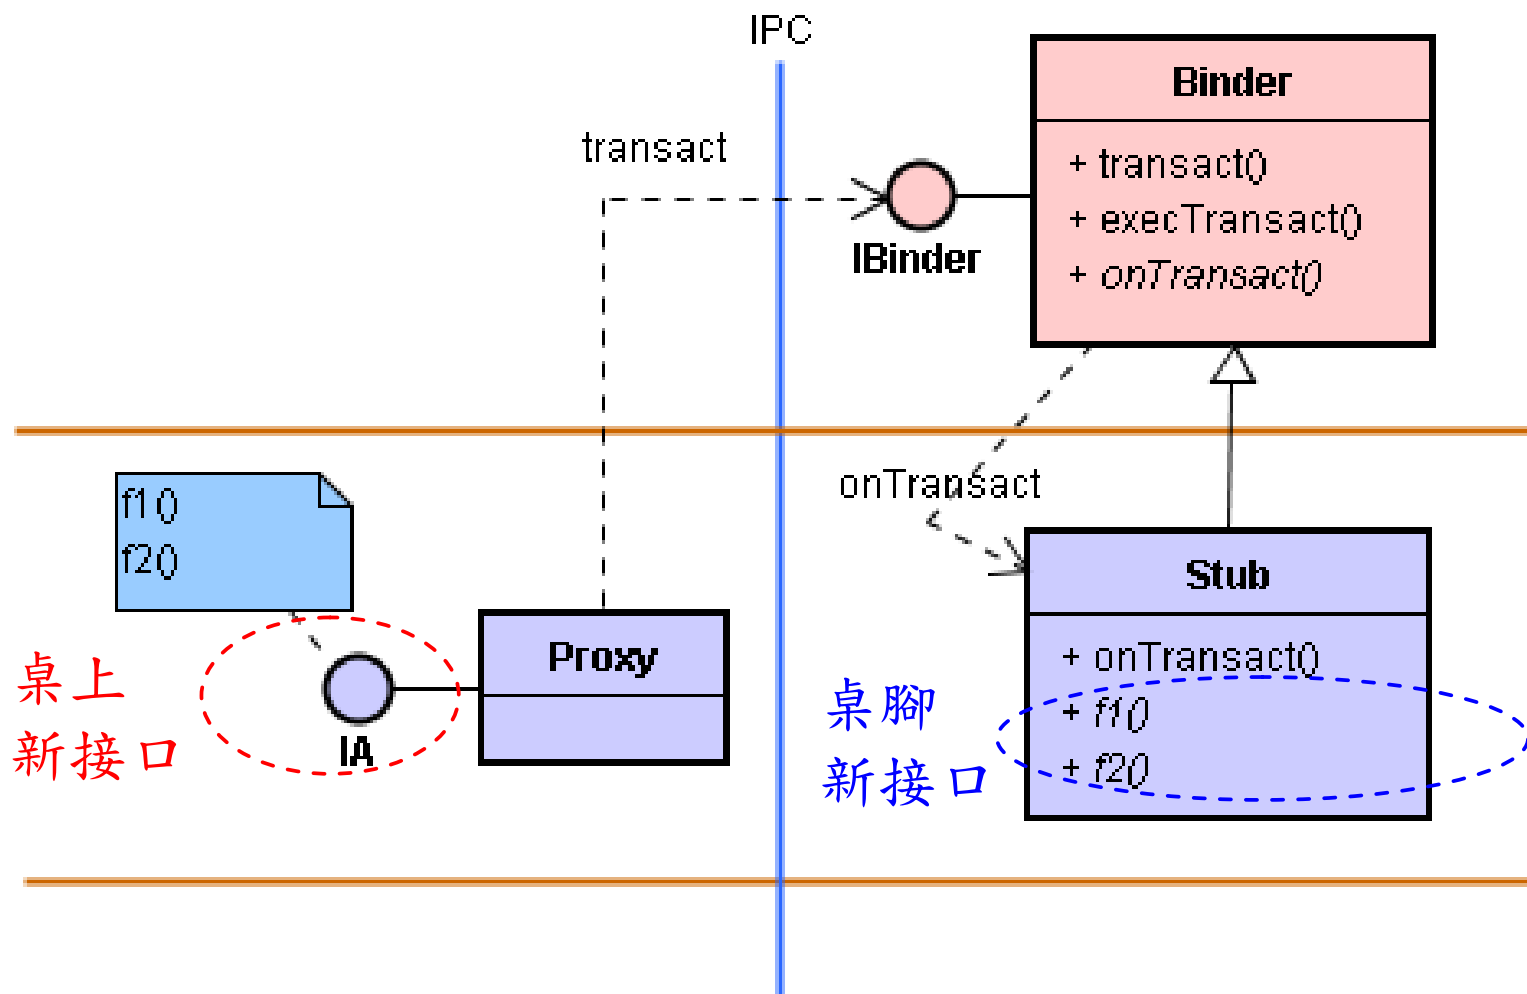 IPC
Binder
+ transact()
+ execTransact()
+ onTransact()
transact
IBinder
onTransact
f1()
f2()
Stub
+ onTransact()
+ f1()
+ f2()
Proxy
IA
桌上
新接口
桌腳
新接口